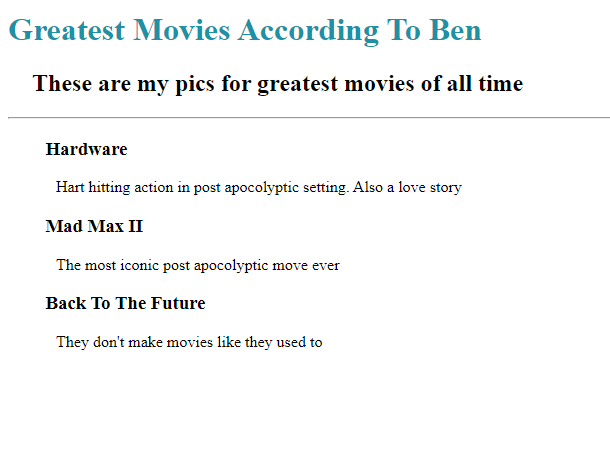 Greatest Movies According To Ben
These are my pics for greatest movies of all time
Hardware
Hart hitting action in post apocolyptic setting. Also a love story
Mad Max II
The most iconic post apocolyptic move ever
Back To The Future
They don't make movies like they used to